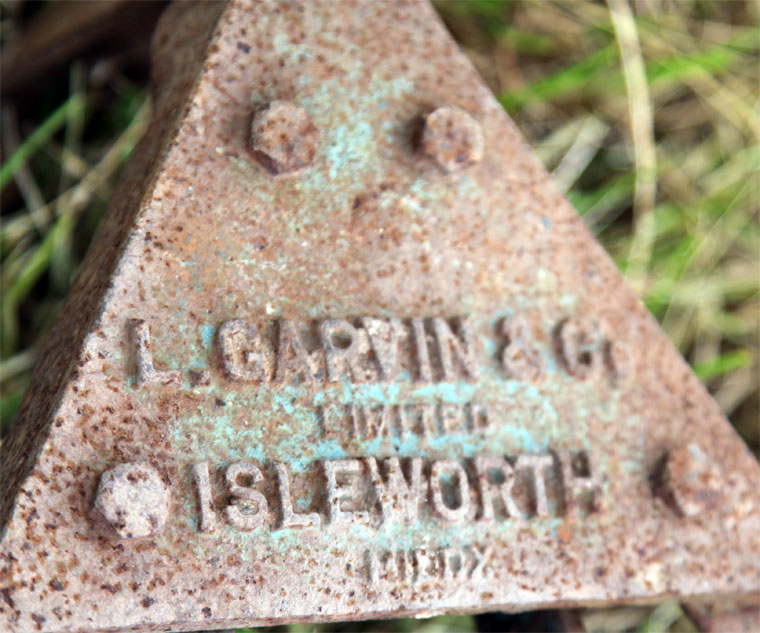 L. GARVIN & Co
LIMITED
ISLEWORTH
MIDDX